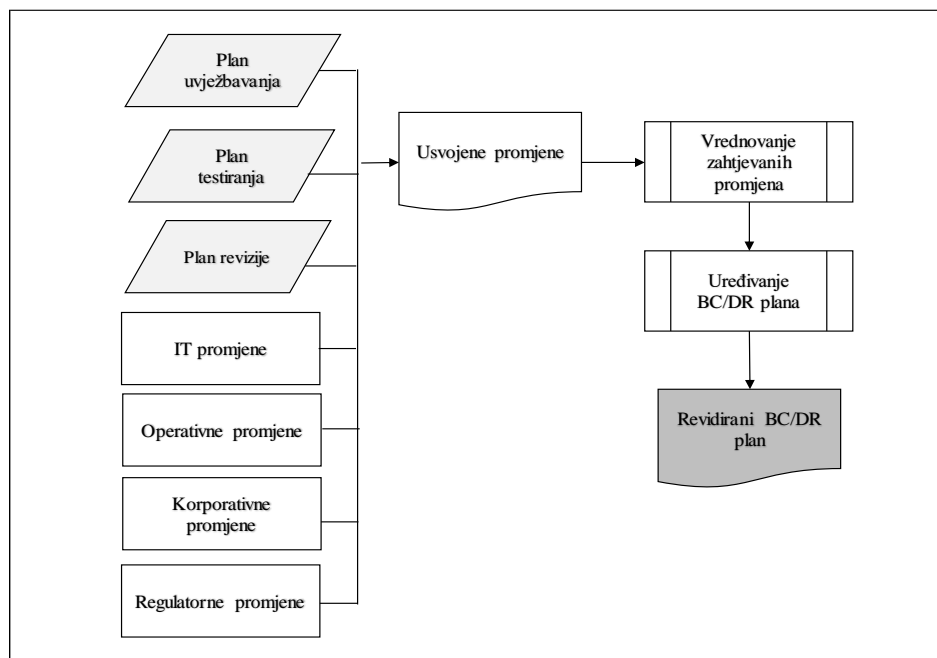 Plan
uvježbavanja
Plan
testiranja
Plan revizije
IT promjene
Operativne promjene
Korporativne
promjene
Regulatorne promjene
Usvojene promjene
Vrednovanje
zahtjevanih
promjena
Uređivanje
BC/DR plana
Revidirani BC/DR
plan